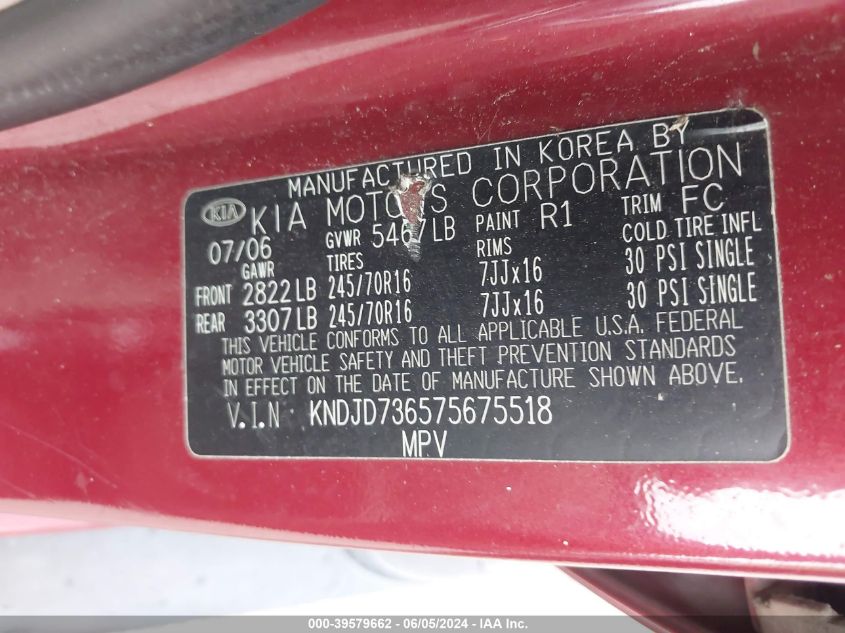 MANUFACTURED IN KOREA BY
KIA KIA MOTORS CORPORATION
07/06 GVWR 5467LB PAINT R1 TRIM FC
GAWR TIRES RIMS COLD TIRE INFL
FRONT 2822LB 245/70R16 7JJx16 30 PSI SINGLE
REAR 3307LB 245/70R16 7JJx16 30 PSI SINGLE
THIS VEHICLE CONFORMS TO ALL APPLICABLE U.S.A. FEDERAL
MOTOR VEHICLE SAFETY AND THEFT PREVENTION STANDARDS
IN EFFECT ON THE DATE OF MANUFACTURE SHOWN ABOVE.
V.I.N KNDJD736575675518
MPV
000-39579662 - 06/05/2024 - IAA Inc.